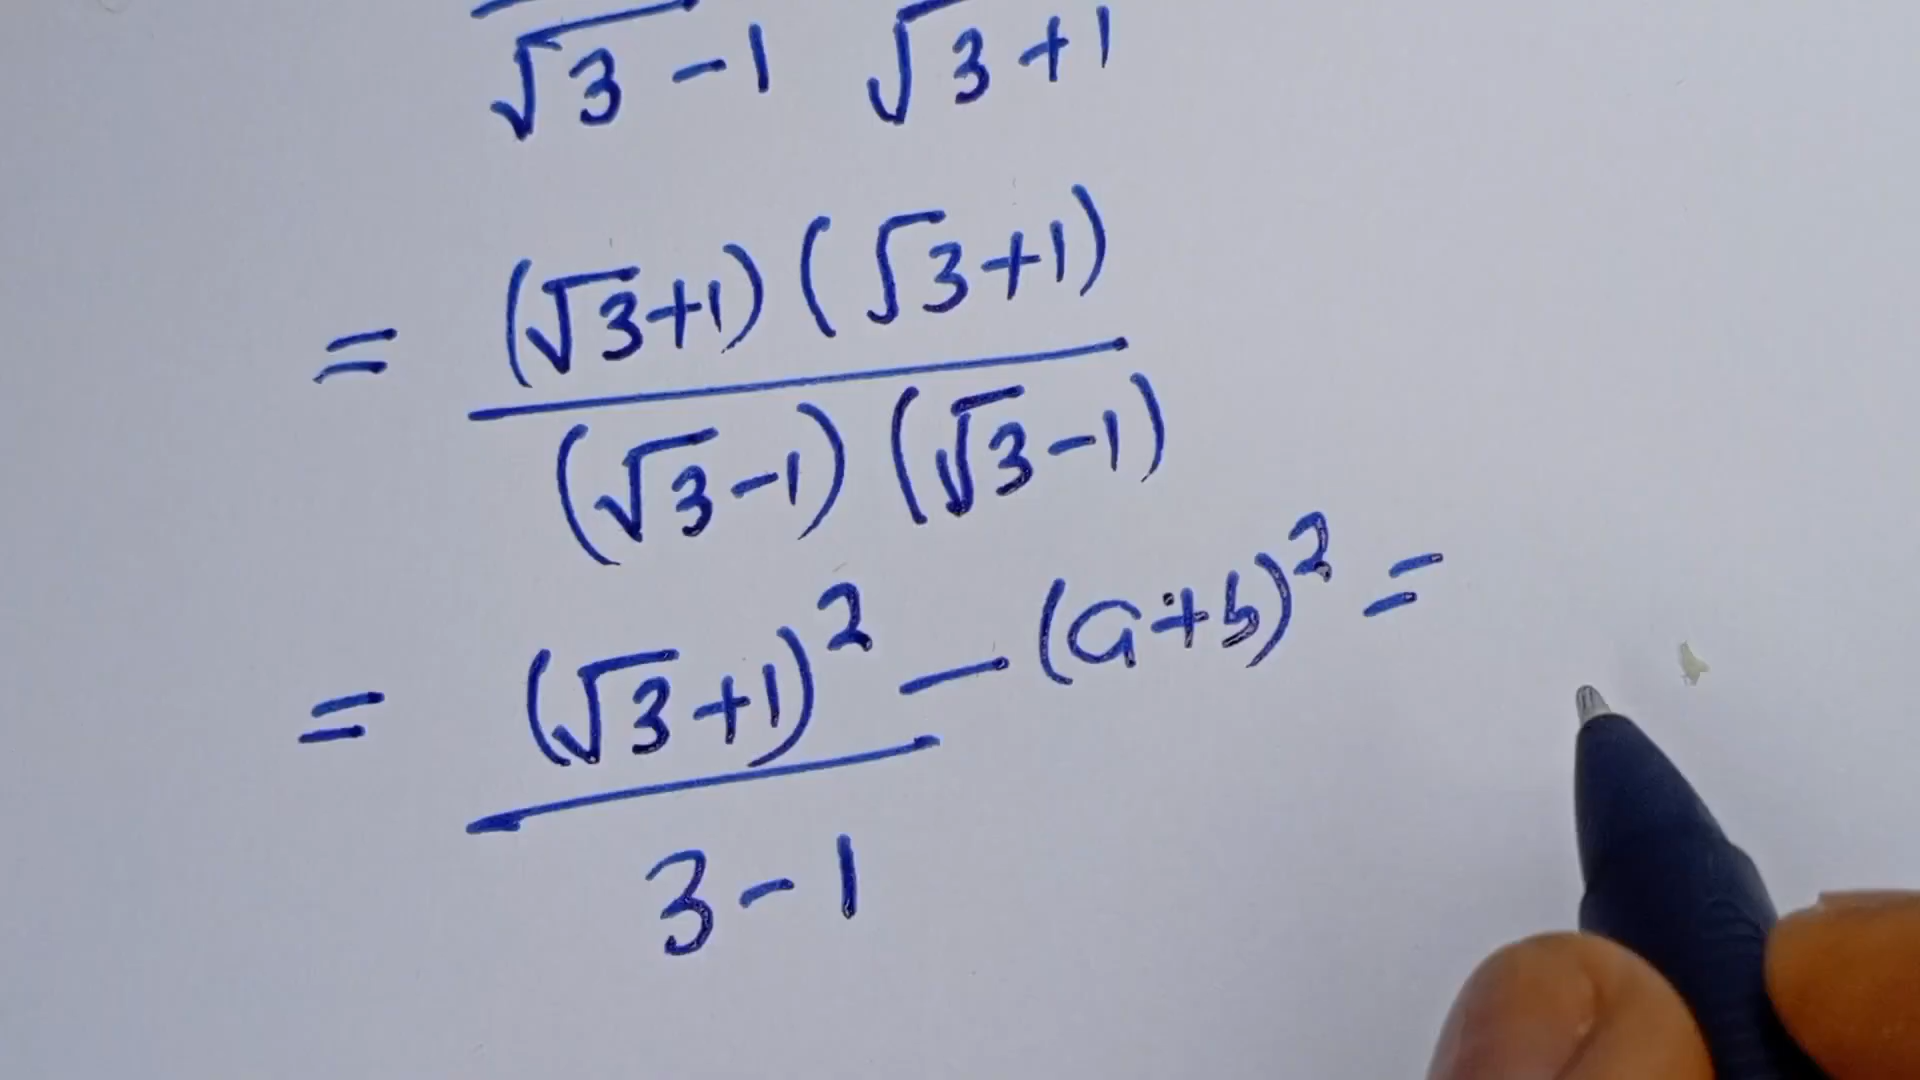 √3 - 1 √3 + 1
= (√3+1) (√3+1)
(√3-1) (√3-1)
= (√3+1)² — (a+b)² =
3 - 1